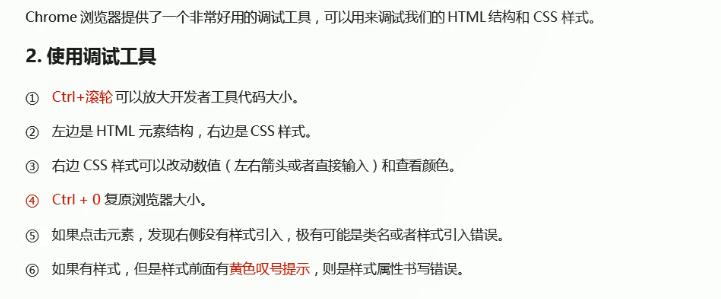 Chrome 浏览器提供了一个非常好用的调试工具，可以用来调试我们的 HTML结构和 CSS 样式。
2. 使用调试工具
① Ctrl+滚轮 可以放大开发者工具代码大小。
② 左边是 HTML 元素结构，右边是 CSS 样式。
③ 右边 CSS 样式可以改动数值（左右箭头或者直接输入）和查看颜色。
④ Ctrl + 0 复原浏览器大小。
⑤ 如果点击元素，发现右侧没有样式引入，极有可能是类名或者样式引入错误。
⑥ 如果有样式，但是样式前面有黄色叹号提示，则是样式属性书写错误。